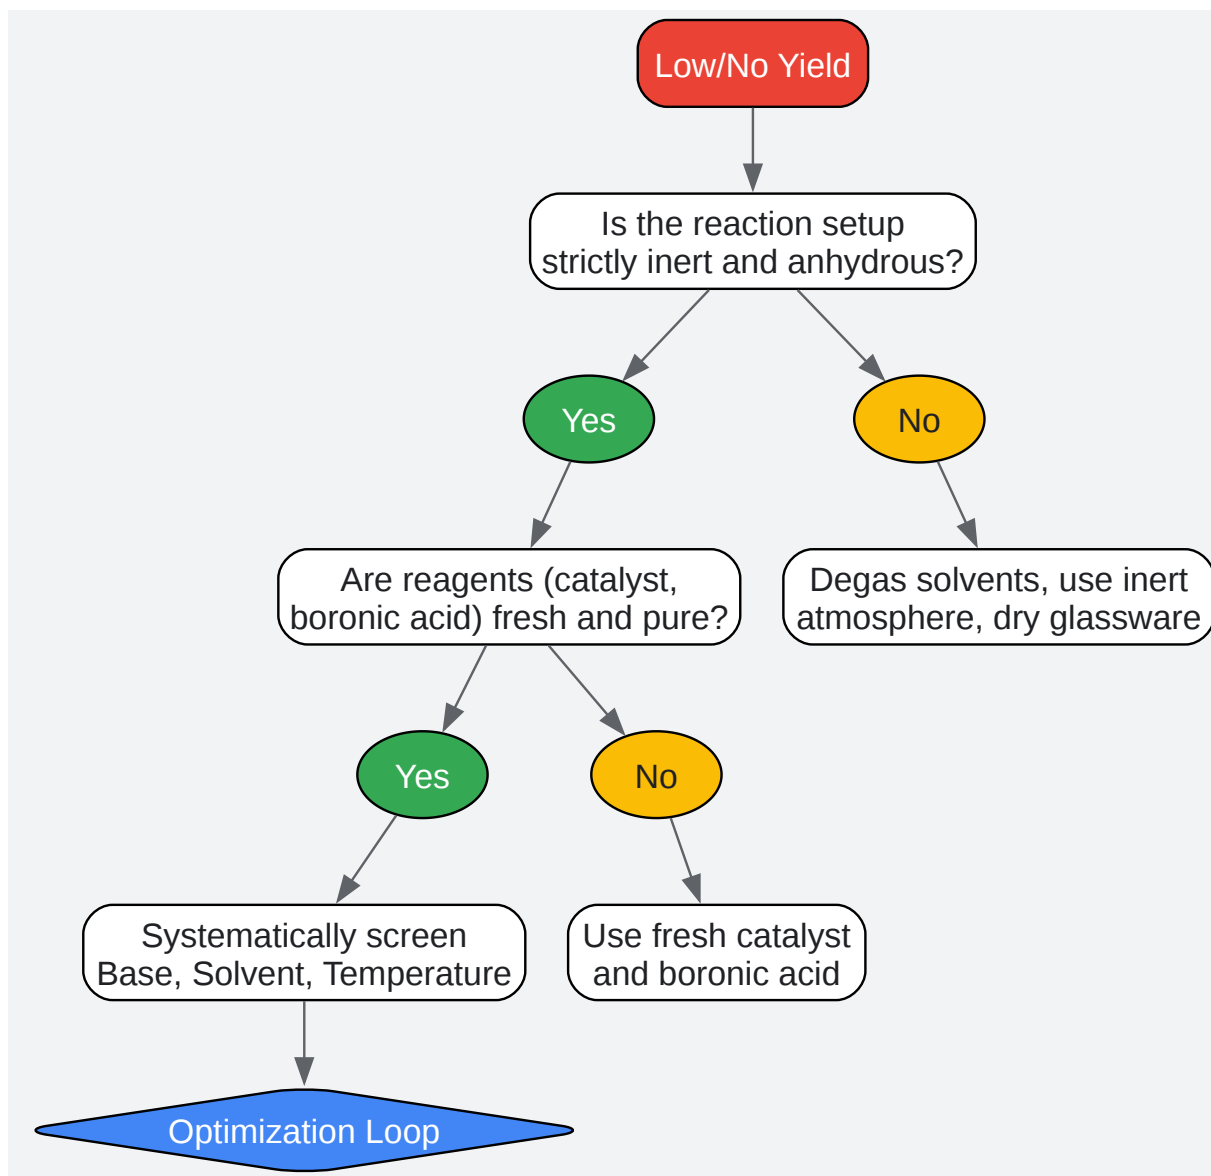 Low/No Yield
Is the reaction setup
strictly inert and anhydrous?
Yes
No
Are reagents (catalyst,
boronic acid) fresh and pure?
Degas solvents, use inert
atmosphere, dry glassware
Yes
No
Systematically screen
Base, Solvent, Temperature
Use fresh catalyst
and boronic acid
Optimization Loop